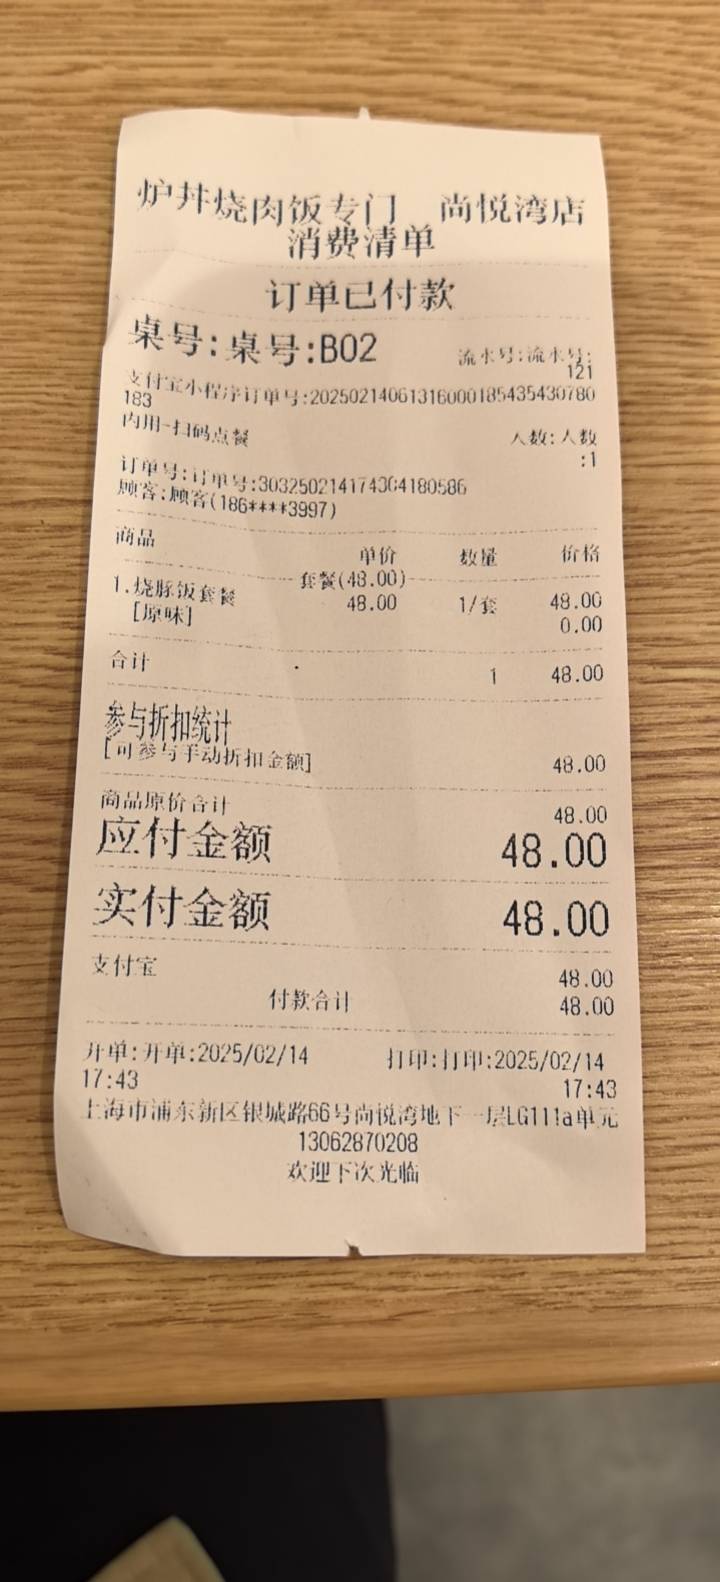 炉丼烧肉饭专门 尚悦湾店
消费清单
订单已付款
桌号:桌号:B02 流水号:流水号:
121
支付宝小程序订单号:20250214061316000185435430780
183
内用-扫码点餐 人数:人数
:1
订单号:订单号:303250214174304180586
顾客:顾客(186****3997)
商品 单价 数量 价格
套餐(48.00)
1.烧豚饭套餐 48.00 1/套 48.00
[原味] 0.00
合计 1 48.00
参与折扣统计
[可参与手动折扣金额] 48.00
商品原价合计 48.00
应付金额 48.00
实付金额 48.00
支付宝 48.00
付款合计 48.00
开单:开单:2025/02/14 打印:打印:2025/02/14
17:43 17:43
上海市浦东新区银城路66号尚悦湾地下一层LG111a单元
13062870208
欢迎下次光临